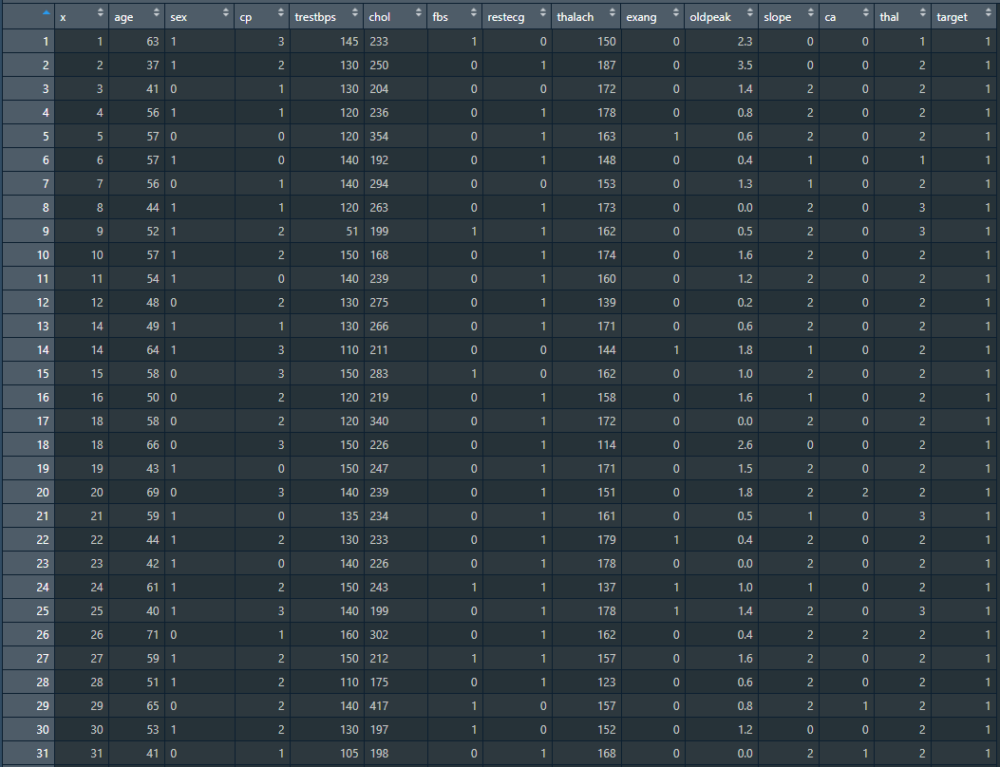 x age sex cp trestbps chol fbs restecg thalach exang oldpeak slope ca thal target
1 1 63 1 3 145 233 1 0 150 0 2.3 0 0 1 1
2 2 37 1 2 130 250 0 1 187 0 3.5 0 0 2 1
3 3 41 0 1 130 204 0 0 172 0 1.4 2 0 2 1
4 4 56 1 1 120 236 0 1 178 0 0.8 2 0 2 1
5 5 57 0 0 120 354 0 1 163 1 0.6 2 0 2 1
6 6 57 1 0 140 192 0 1 148 0 0.4 1 0 1 1
7 7 56 0 1 140 294 0 0 153 0 1.3 1 0 2 1
8 8 44 1 1 120 263 0 1 173 0 0.0 2 0 3 1
9 9 52 1 2 51 199 1 1 162 0 0.5 2 0 3 1
10 10 57 1 2 150 168 0 1 174 0 1.6 2 0 2 1
11 11 54 1 0 140 239 0 1 160 0 1.2 2 0 2 1
12 12 48 0 2 130 275 0 1 139 0 0.2 2 0 2 1
13 14 49 1 1 130 266 0 1 171 0 0.6 2 0 2 1
14 14 64 1 3 110 211 0 0 144 1 1.8 1 0 2 1
15 15 58 0 3 150 283 1 0 162 0 1.0 2 0 2 1
16 16 50 0 2 120 219 0 1 158 0 1.6 1 0 2 1
17 18 58 0 2 120 340 0 1 172 0 0.0 2 0 2 1
18 18 66 0 3 150 226 0 1 114 0 2.6 0 0 2 1
19 19 43 1 0 150 247 0 1 171 0 1.5 2 0 2 1
20 20 69 0 3 140 239 0 1 151 0 1.8 2 2 2 1
21 21 59 1 0 135 234 0 1 161 0 0.5 1 0 3 1
22 22 44 1 2 130 233 0 1 179 1 0.4 2 0 2 1
23 23 42 1 0 140 226 0 1 178 0 0.0 2 0 2 1
24 24 61 1 2 150 243 1 1 137 1 1.0 1 0 2 1
25 25 40 1 3 140 199 0 1 178 1 1.4 2 0 3 1
26 26 71 0 1 160 302 0 1 162 0 0.4 2 2 2 1
27 27 59 1 2 150 212 1 1 157 0 1.6 2 0 2 1
28 28 51 1 2 110 175 0 1 123 0 0.6 2 0 2 1
29 29 65 0 2 140 417 1 0 157 0 0.8 2 1 2 1
30 30 53 1 2 130 197 1 0 152 0 1.2 0 0 2 1
31 31 41 0 1 105 198 0 1 168 0 0.0 2 1 2 1